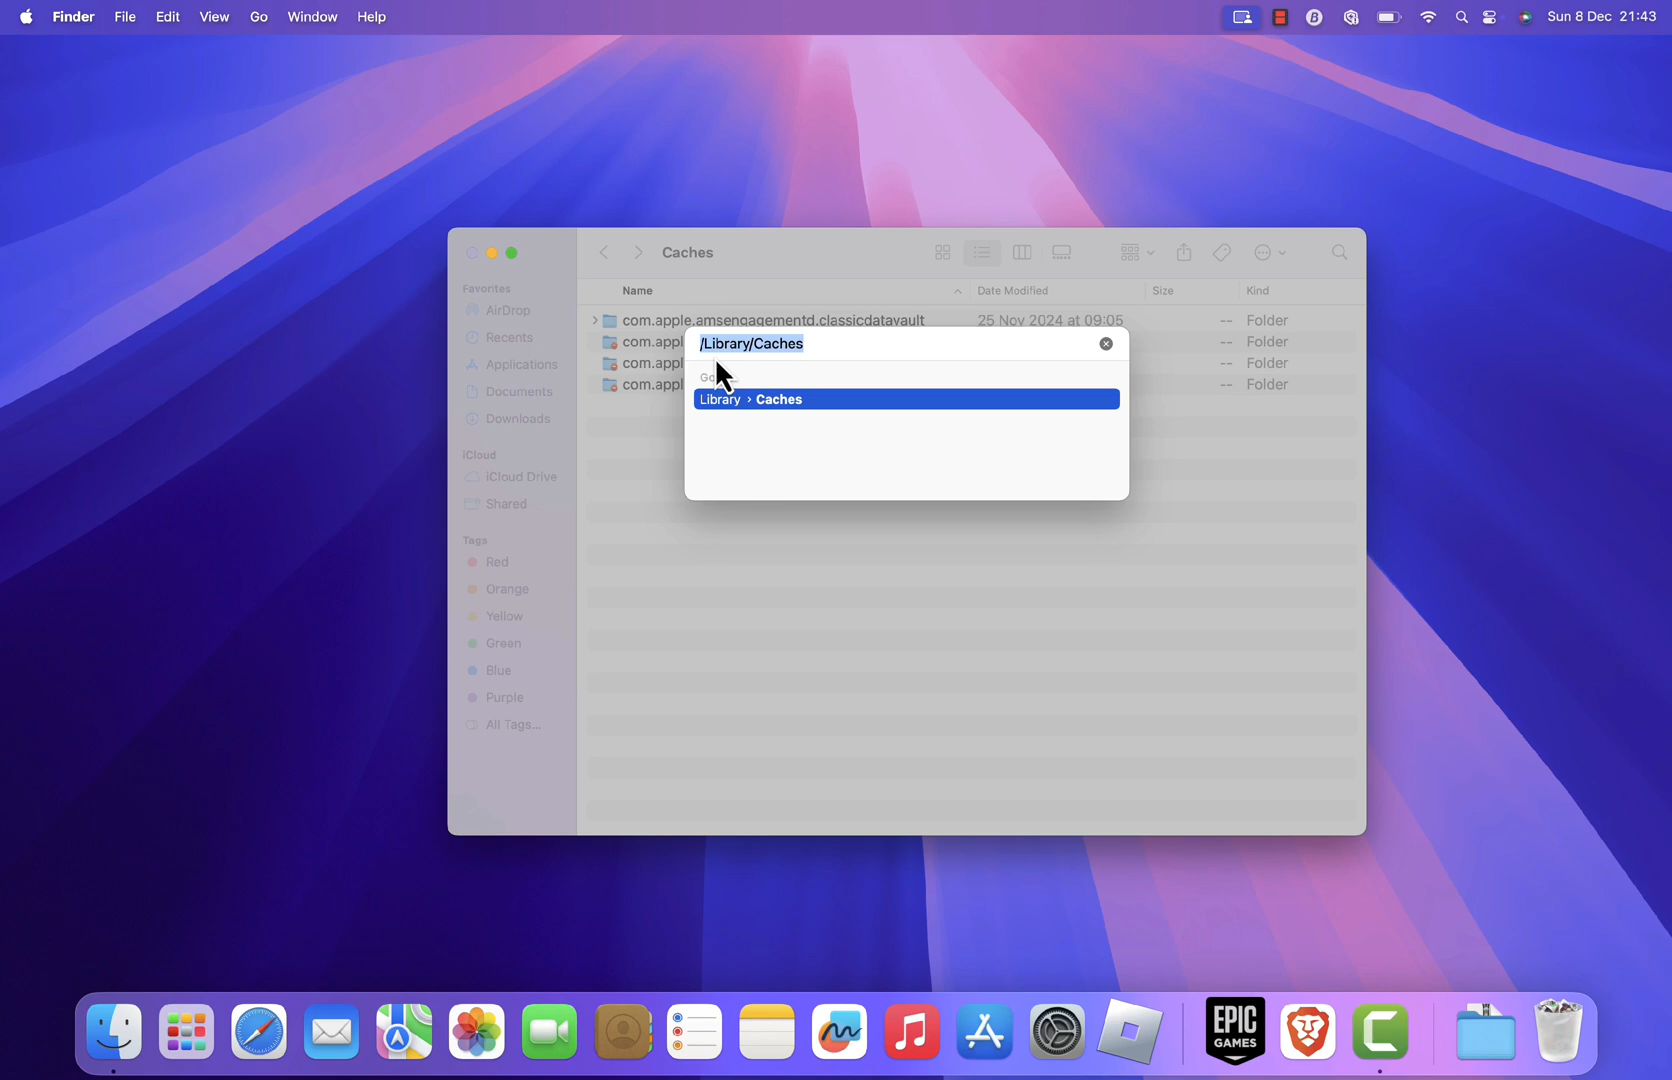 Finder File Edit View Go Window Help
Sun 8 Dec 21:43
Caches
Favorites
AirDrop
Recents
Applications
Documents
Downloads
iCloud
iCloud Drive
Shared
Tags
Red
Orange
Yellow
Green
Blue
Purple
All Tags...
Name Date Modified Size Kind
com.apple.amsengagementd.classicdatavault 25 Nov 2024 at 09:05 -- Folder
com.appl -- Folder
com.appl -- Folder
com.appl -- Folder
/Library/Caches
Library › Caches
EPIC
GAMES